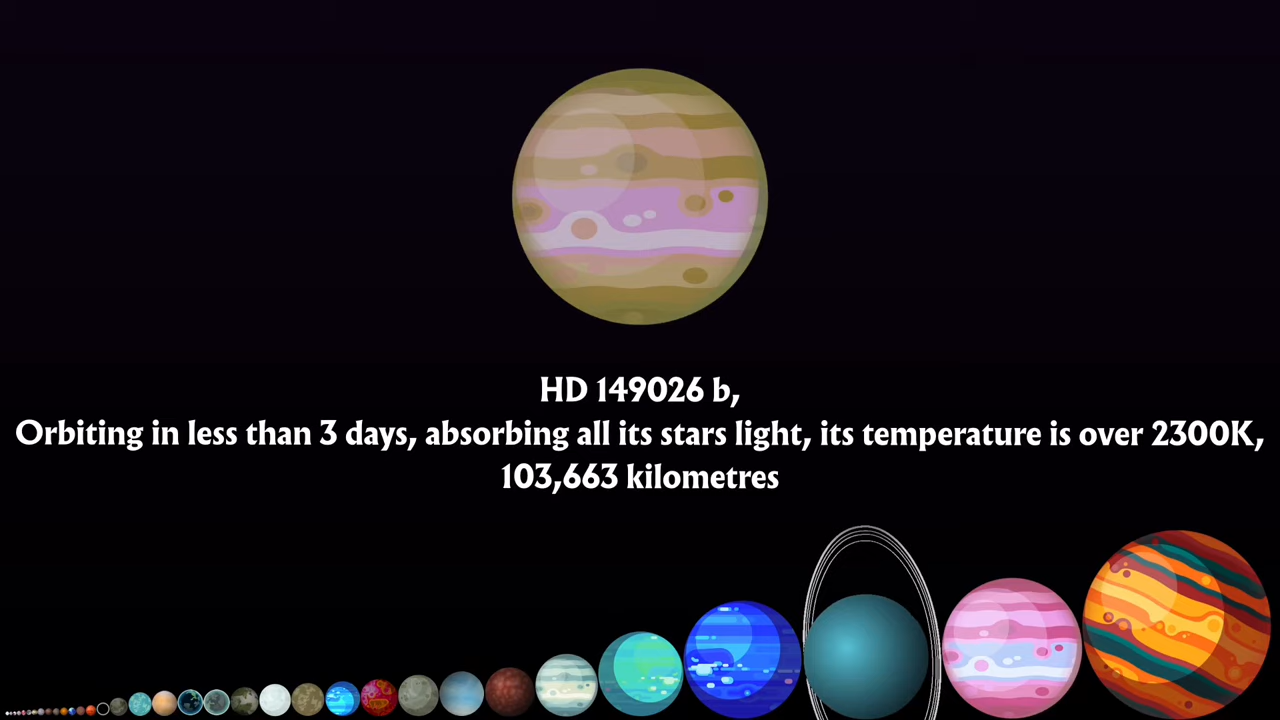 HD 149026 b,
Orbiting in less than 3 days, absorbing all its stars light, its temperature is over 2300K,
103,663 kilometres